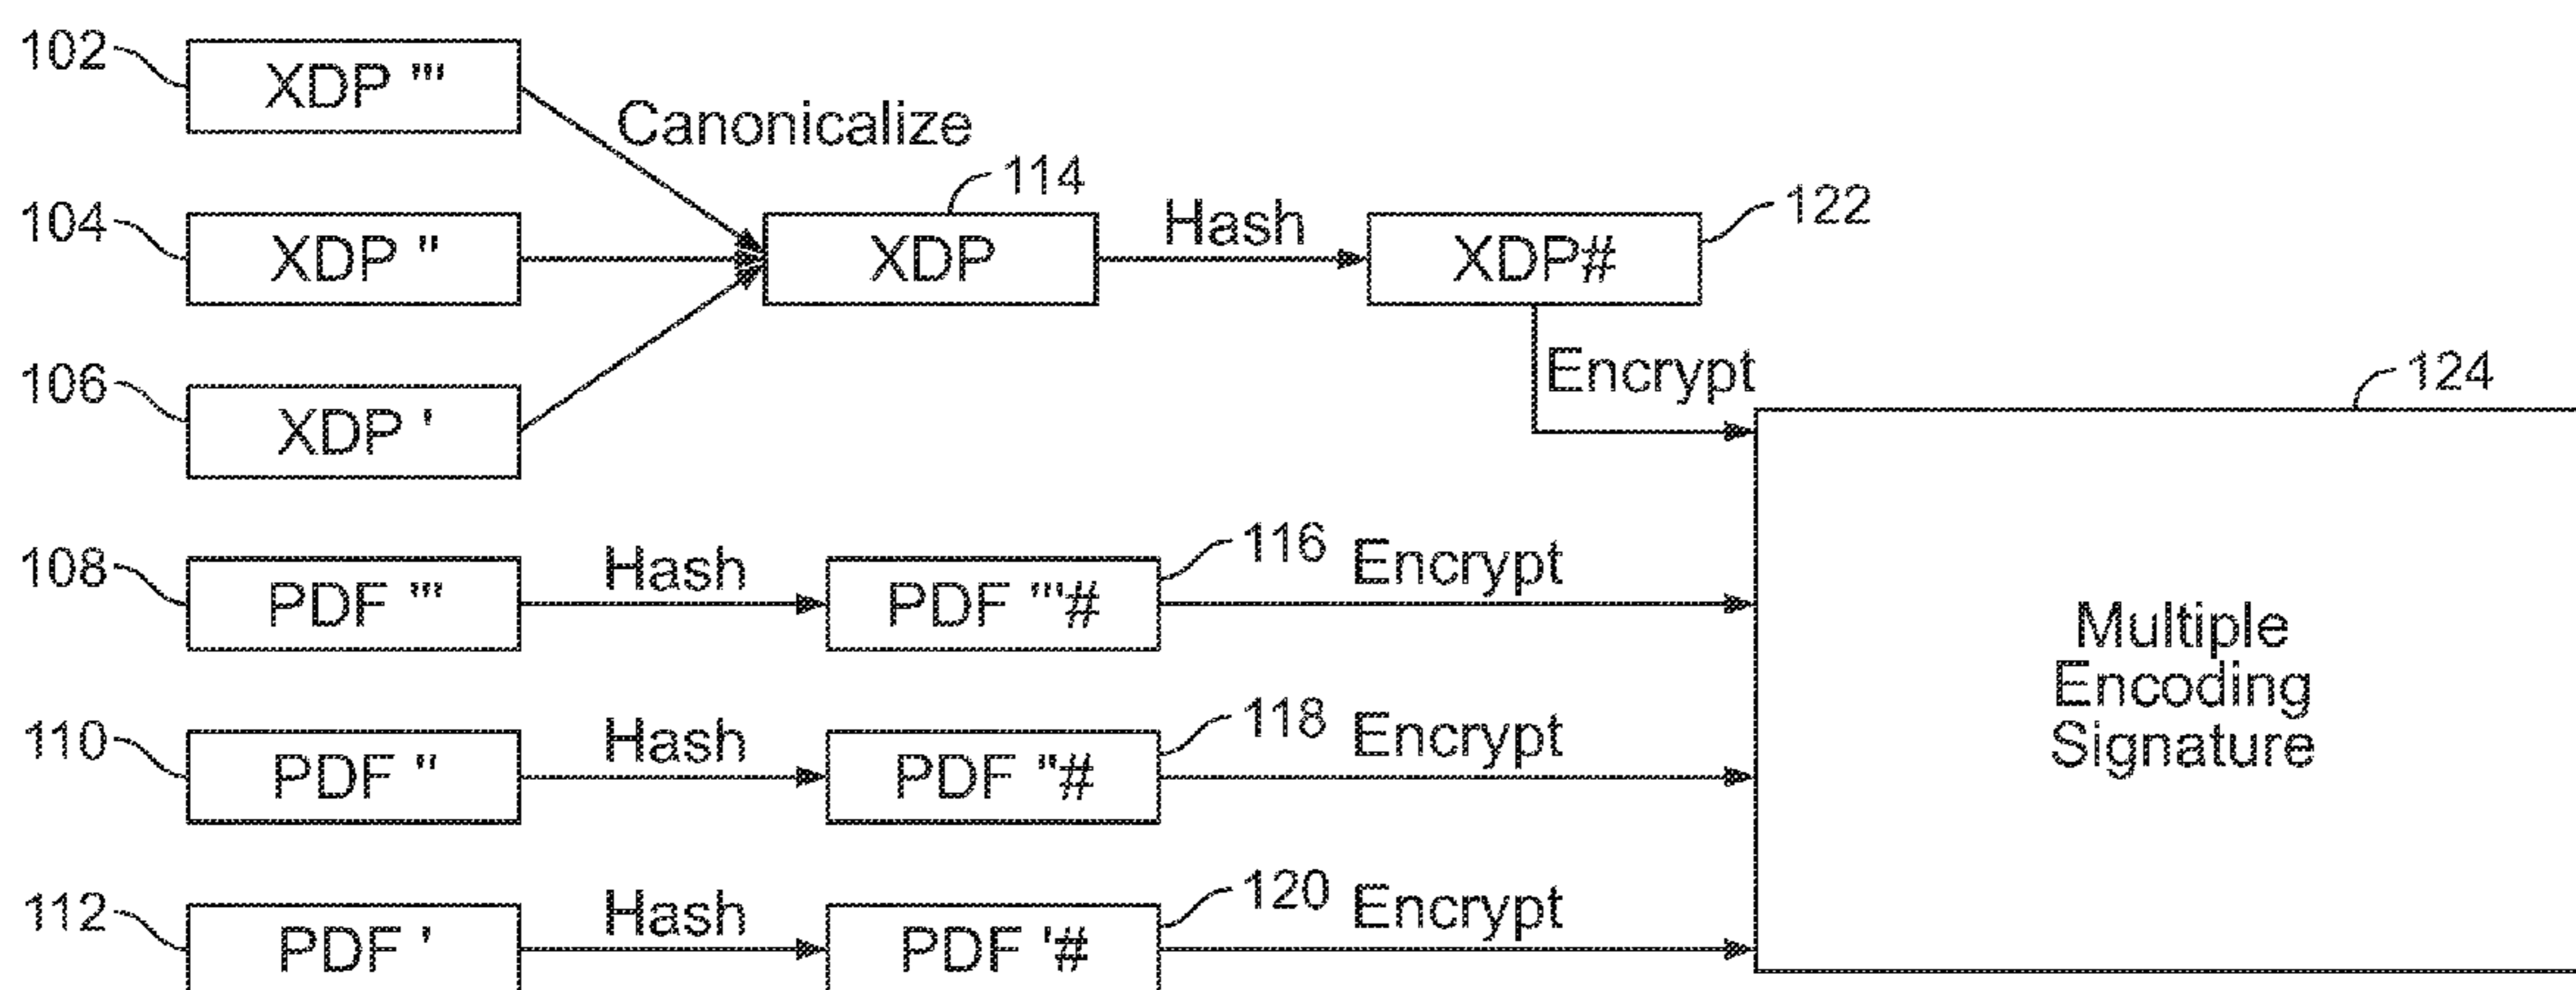 102
XDP '''
Canonicalize
104
XDP ''
114
XDP
Hash
XDP#
122
106
XDP '
Encrypt
124
108
PDF '''
Hash
PDF '''#
116
Encrypt
110
PDF ''
Hash
PDF ''#
118
Encrypt
112
PDF '
Hash
PDF '#
120
Encrypt
Multiple
Encoding
Signature